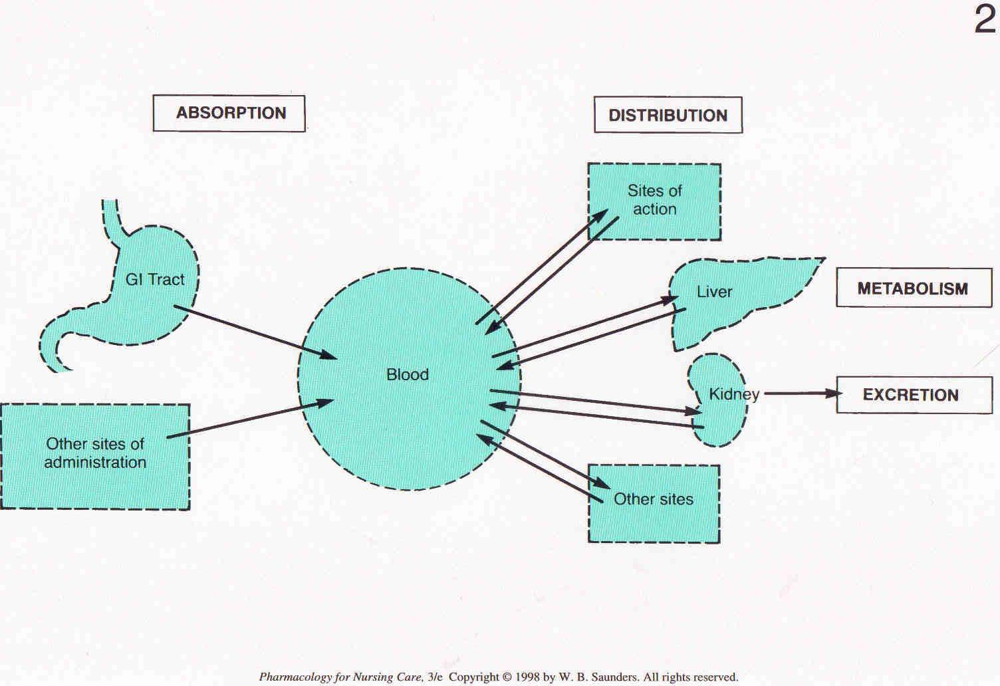 2
ABSORPTION
DISTRIBUTION
Sites of
action
GI Tract
Liver
METABOLISM
Blood
Kidney
EXCRETION
Other sites of
administration
Other sites
Pharmacology for Nursing Care, 3/e Copyright © 1998 by W. B. Saunders. All rights reserved.